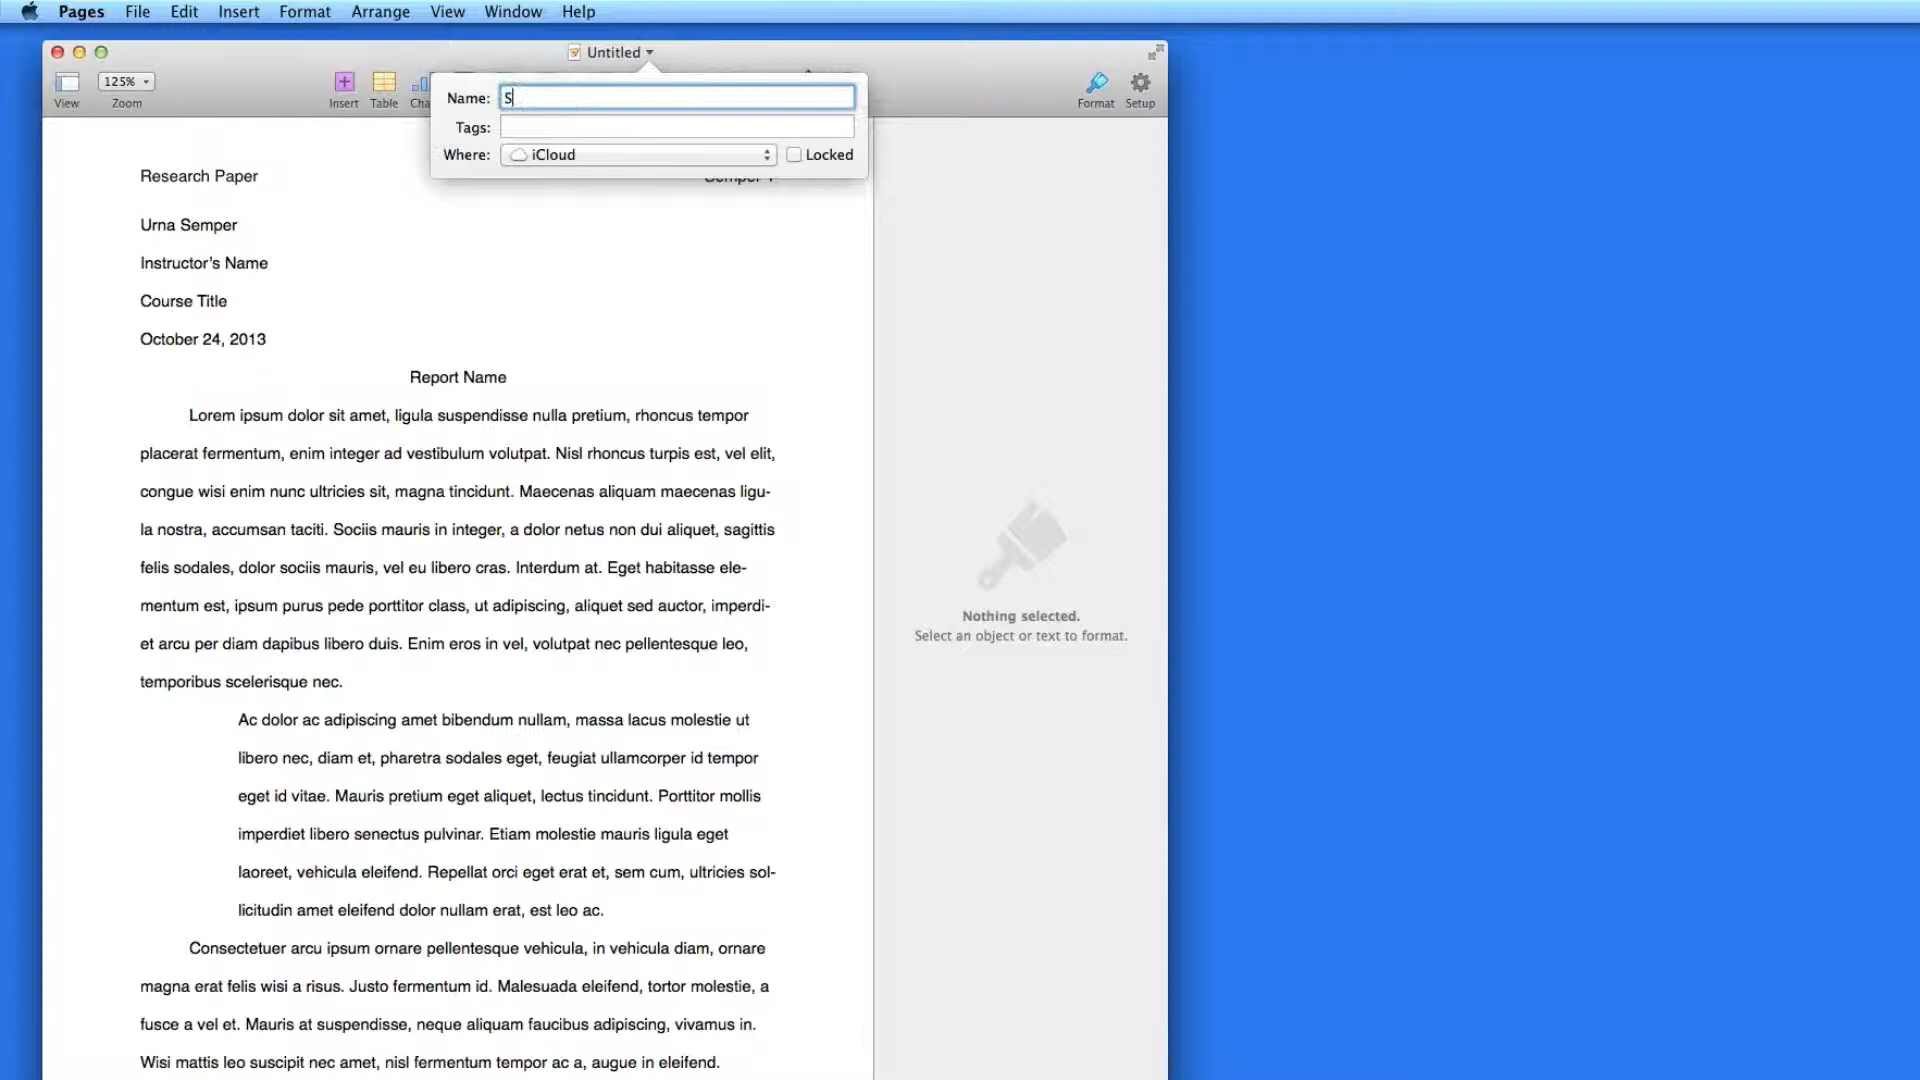 Pages File Edit Insert Format Arrange View Window Help
Untitled
125%
View Zoom Insert Table Cha Format Setup
Name: S
Tags:
Where: iCloud Locked
Research Paper
Urna Semper
Instructor’s Name
Course Title
October 24, 2013
Report Name
Lorem ipsum dolor sit amet, ligula suspendisse nulla pretium, rhoncus tempor
placerat fermentum, enim integer ad vestibulum volutpat. Nisl rhoncus turpis est, vel elit,
congue wisi enim nunc ultricies sit, magna tincidunt. Maecenas aliquam maecenas ligu-
la nostra, accumsan taciti. Sociis mauris in integer, a dolor netus non dui aliquet, sagittis
felis sodales, dolor sociis mauris, vel eu libero cras. Interdum at. Eget habitasse ele-
mentum est, ipsum purus pede porttitor class, ut adipiscing, aliquet sed auctor, imperdi-
et arcu per diam dapibus libero duis. Enim eros in vel, volutpat nec pellentesque leo,
temporibus scelerisque nec.
Ac dolor ac adipiscing amet bibendum nullam, massa lacus molestie ut
libero nec, diam et, pharetra sodales eget, feugiat ullamcorper id tempor
eget id vitae. Mauris pretium eget aliquet, lectus tincidunt. Porttitor mollis
imperdiet libero senectus pulvinar. Etiam molestie mauris ligula eget
laoreet, vehicula eleifend. Repellat orci eget erat et, sem cum, ultricies sol-
licitudin amet eleifend dolor nullam erat, est leo ac.
Consectetuer arcu ipsum ornare pellentesque vehicula, in vehicula diam, ornare
magna erat felis wisi a risus. Justo fermentum id. Malesuada eleifend, tortor molestie, a
fusce a vel et. Mauris at suspendisse, neque aliquam faucibus adipiscing, vivamus in.
Wisi mattis leo suscipit nec amet, nisl fermentum tempor ac a, augue in eleifend.
Nothing selected.
Select an object or text to format.